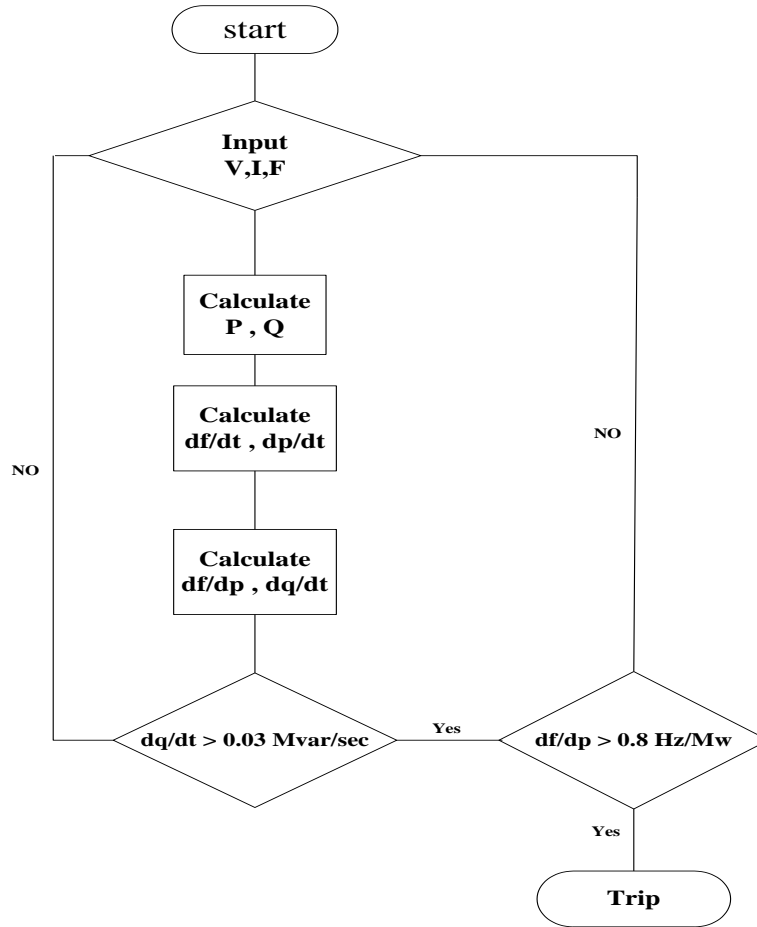 start
Input
V,I,F
Calculate
P , Q
Calculate
df/dt , dp/dt
NO
NO
Calculate
df/dp , dq/dt
dq/dt > 0.03 Mvar/sec
Yes
df/dp > 0.8 Hz/Mw
Yes
Trip